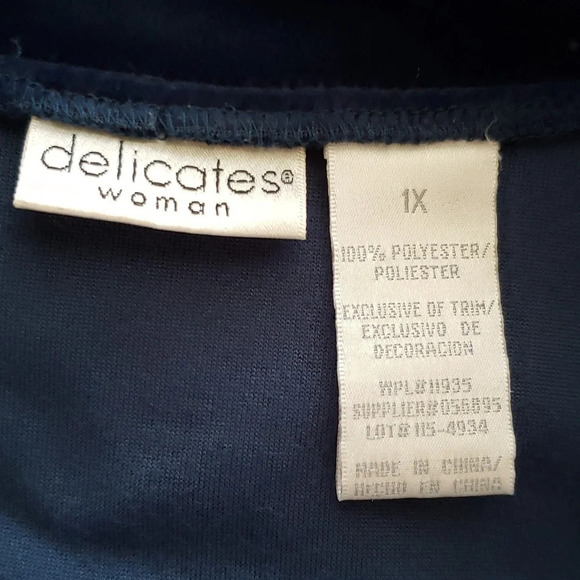 delicates®
woman
1X
100% POLYESTER/
POLIESTER
EXCLUSIVE OF TRIM/
EXCLUSIVO DE
DECORACION
WPL#11935
SUPPLIER#056895
LOT#115-4934
MADE IN CHINA/
HECHO EN CHINA